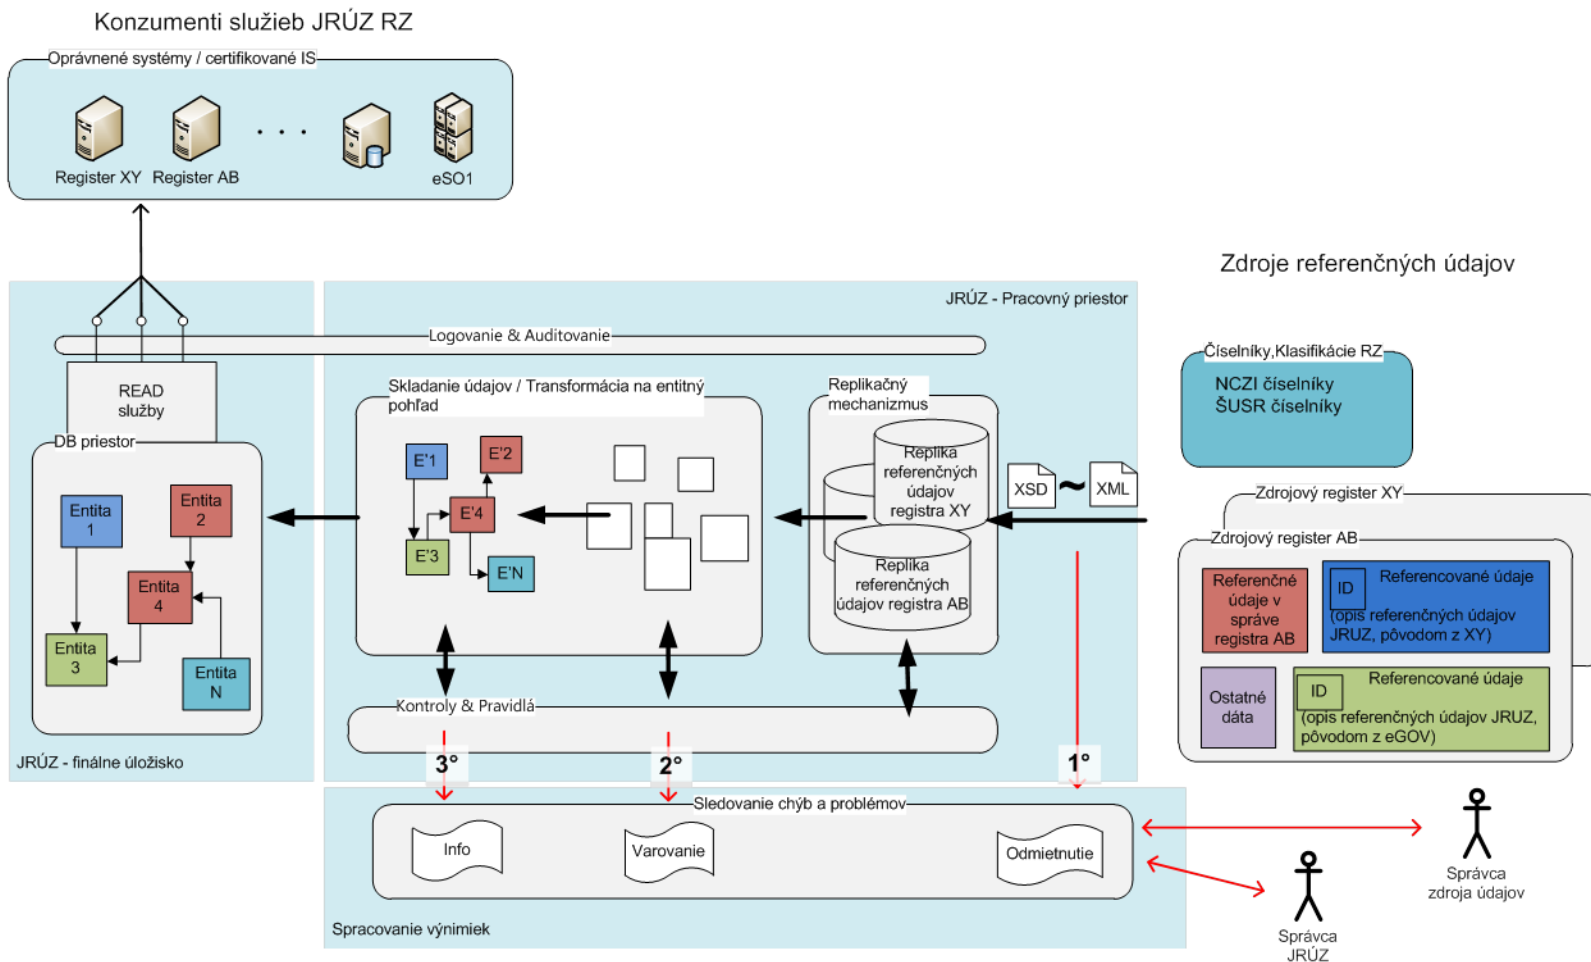 Konzumenti služieb JRÚZ RZ
Oprávnené systémy / certifikované IS
Register XY
Register AB
. . .
eSO1
Zdroje referenčných údajov
JRÚZ - Pracovný priestor
Logovanie & Auditovanie
READ
služby
DB priestor
Entita
1
Entita
2
Entita
4
Entita
3
Entita
N
JRÚZ - finálne úložisko
Skladanie údajov / Transformácia na entitný
pohľad
E'1
E'2
E'4
E'3
E'N
Replikačný
mechanizmus
Replika
referenčných
údajov
registra XY
Replika
referenčných
údajov registra AB
XSD
~
XML
Číselníky,Klasifikácie RZ
NCZI číselníky
ŠUSR číselníky
Zdrojový register XY
Zdrojový register AB
Referenčné
údaje v
správe
registra AB
ID
Referencované údaje
(opis referenčných údajov
JRUZ, pôvodom z XY)
Ostatné
dáta
ID
Referencované údaje
(opis referenčných údajov JRUZ,
pôvodom z eGOV)
Kontroly & Pravidlá
3°
2°
1°
Sledovanie chýb a problémov
Info
Varovanie
Odmietnutie
Spracovanie výnimiek
Správca
zdroja údajov
Správca
JRÚZ